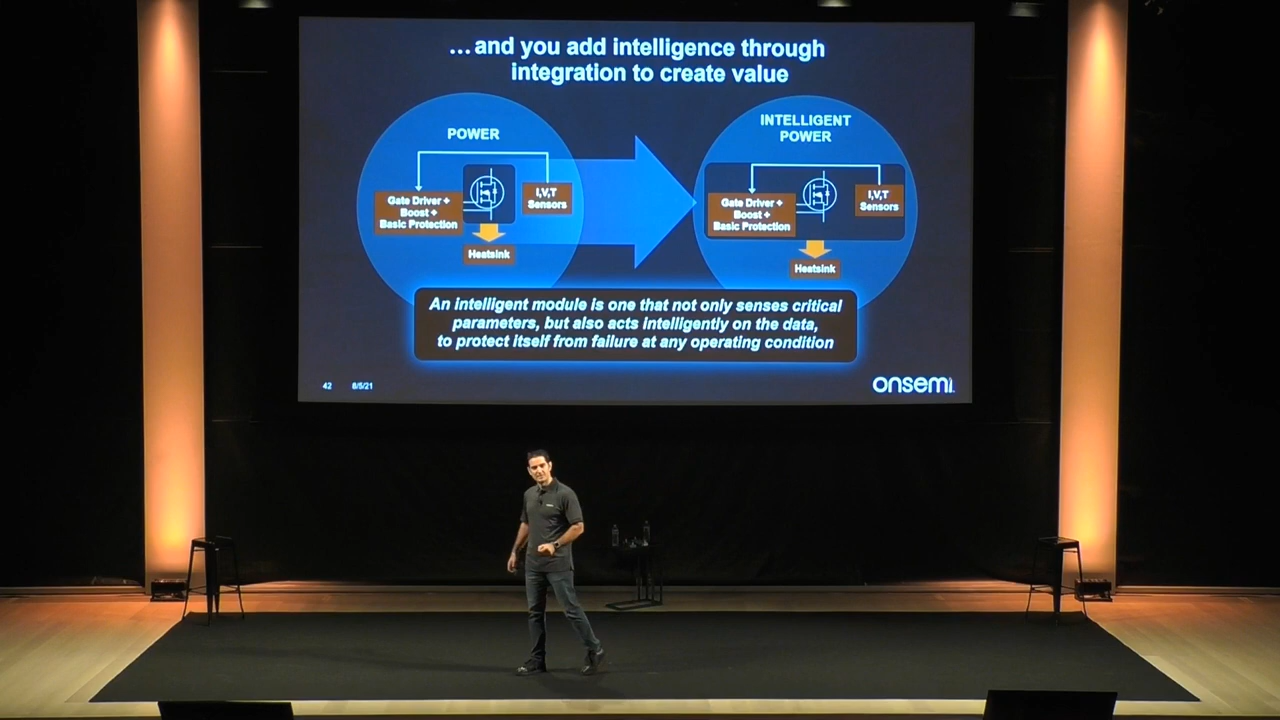 ...and you add intelligence through
integration to create value
POWER
Gate Driver +
Boost +
Basic Protection
I,V,T
Sensors
Heatsink
INTELLIGENT
POWER
Gate Driver +
Boost +
Basic Protection
I,V,T
Sensors
Heatsink
An intelligent module is one that not only senses critical
parameters, but also acts intelligently on the data,
to protect itself from failure at any operating condition
42
8/5/21
onsemi